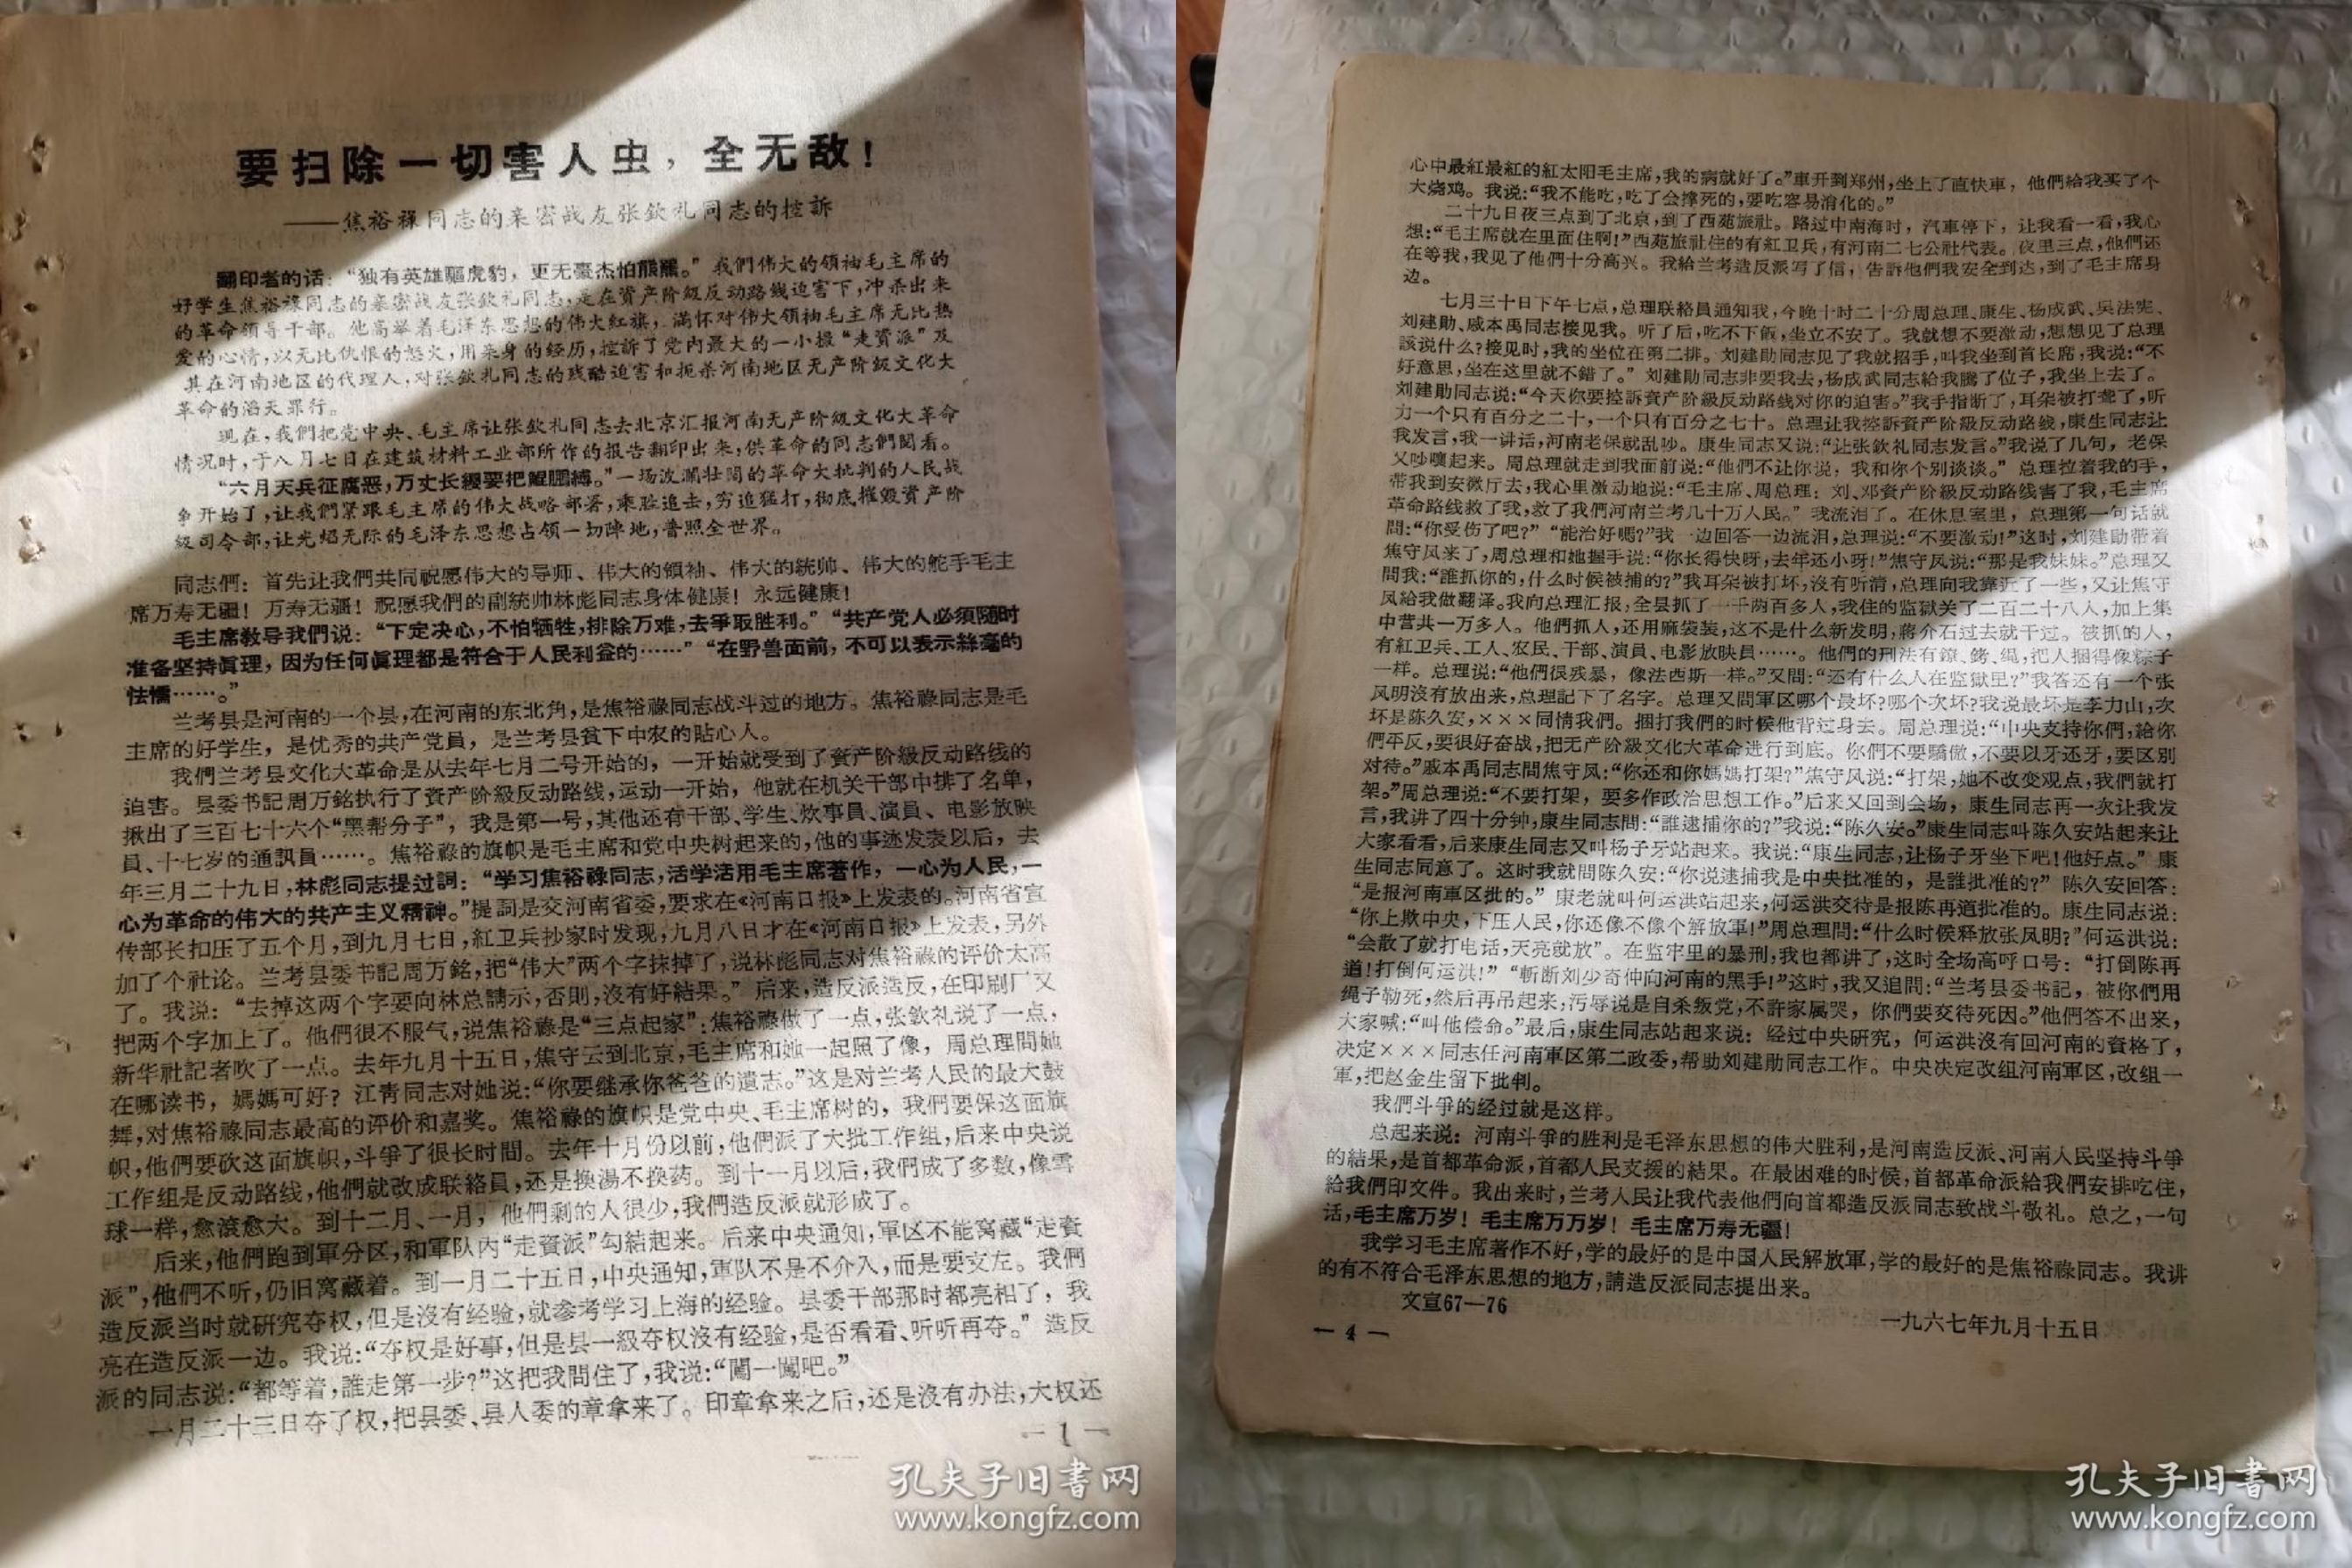 要扫除一切害人虫，全无敌！
——焦裕祿同志的亲密战友张欽礼同志的控訴
翻印者的话：“独有英雄驅虎豹，更无豪杰怕熊羆。”我們伟大的領袖毛主席的
好学生焦裕祿同志的亲密战友张欽礼同志，是在資产阶級反动路线迫害下，冲杀出来
的革命領导干部。他高举着毛泽东思想的伟大紅旗，满怀对伟大領袖毛主席无比热
爱的心情，以无比仇恨的怒火，用亲身的经历，控訴了党内最大的一小撮“走資派”及
其在河南地区的代理人，对张欽礼同志的残酷迫害和扼杀河南地区无产阶級文化大
革命的滔天罪行。
现在，我們把党中央、毛主席让张欽礼同志去北京汇报河南无产阶級文化大革命
情况时，于八月七日在建筑材料工业部所作的报告翻印出来，供革命的同志們閱看。
“六月天兵征腐恶，万丈长纓要把鯤鵬縛。”一场波澜壮闊的革命大批判的人民战
争开始了，让我們紧跟毛主席的伟大战略部署，乘胜追击，穷追猛打，彻底摧毁資产阶
級司令部，让光焰无际的毛泽东思想占領一切陣地，普照全世界。
同志們：首先让我們共同祝愿伟大的导师、伟大的領袖、伟大的統帅、伟大的舵手毛主
席万寿无疆！万寿无疆！祝愿我們的副統帅林彪同志身体健康！永远健康！
毛主席教导我們说：“下定决心，不怕牺牲，排除万难，去爭取胜利。”“共产党人必須随时
准备坚持眞理，因为任何眞理都是符合于人民利益的……”“在野兽面前，不可以表示絲毫的
怯懦……。”
兰考县是河南的一个县，在河南的东北角，是焦裕祿同志战斗过的地方。焦裕祿同志是毛
主席的好学生，是优秀的共产党員，是兰考县貧下中农的貼心人。
我們兰考县文化大革命是从去年七月二号开始的，一开始就受到了資产阶級反动路线的
迫害。县委书記周万銘执行了資产阶級反动路线，运动一开始，他就在机关干部中排了名单，
揪出了三百七十六个“黑帮分子”，我是第一号，其他还有干部、学生、炊事員、演員、电影放映
員、十七岁的通訊員……。焦裕祿的旗帜是毛主席和党中央树起来的，他的事迹发表以后，去
年三月二十九日，林彪同志提过詞：“学习焦裕祿同志，活学活用毛主席著作，一心为人民，一
心为革命的伟大的共产主义精神。”提詞是交河南省委，要求在《河南日报》上发表的。河南省宣
传部长扣压了五个月，到九月七日，紅卫兵抄家时发现，九月八日才在《河南日报》上发表，另外
加了个社论。兰考县委书記周万銘，把“伟大”两个字抹掉了，说林彪同志对焦裕祿的评价太高
了。我说：“去掉这两个字要向林总請示，否則，沒有好結果。”后来，造反派造反，在印刷厂又
把两个字加上了。他們很不服气，说焦裕祿是“三点起家”：焦裕祿做了一点，张欽礼说了一点，
新华社記者吹了一点。去年九月十五日，焦守云到北京，毛主席和她一起照了像，周总理間她
在哪读书，媽媽可好？江靑同志对她说：“你要继承你爸爸的遺志。”这是对兰考人民的最大鼓
舞，对焦裕祿同志最高的评价和嘉奖。焦裕祿的旗帜是党中央、毛主席树的，我們要保这面旗
帜，他們要砍这面旗帜，斗爭了很长时間。去年十月份以前，他們派了大批工作组，后来中央说
工作组是反动路线，他們就改成联絡員，还是换湯不换药。到十一月以后，我們成了多数，像雪
球一样，愈滾愈大。到十二月、一月，他們剩的人很少，我們造反派就形成了。
后来，他們跑到軍分区，和軍队內“走資派”勾結起来。后来中央通知，軍区不能窝藏“走資
派”，他們不听，仍旧窝藏着。到一月二十五日，中央通知，軍队不是不介入，而是要支左。我們
造反派当时就研究夺权，但是沒有经验，就参考学习上海的经验。县委干部那时都亮相了，我
亮在造反派一边。我说：“夺权是好事，但是县一級夺权沒有经验，是否看看、听听再夺。”造反
派的同志说：“都等着，誰走第一步？”这把我問住了，我说：“闖一闖吧。”
一月二十三日夺了权，把县委、县人委的章拿来了。印章拿来之后，还是沒有办法，大权还
— 1 —
孔夫子旧書网
www.kongfz.com
心中最紅最紅的紅太阳毛主席，我的病就好了。”車开到郑州，坐上了直快車，他們給我买了个
大烧鸡。我说：“我不能吃，吃了会撑死的，要吃容易消化的。”
二十九日夜三点到了北京，到了西苑旅社。路过中南海时，汽車停下，让我看一看，我心
想：“毛主席就在里面住啊！”西苑旅社住的有紅卫兵，有河南二七公社代表。夜里三点，他們还
在等我，我见了他們十分高兴。我給兰考造反派写了信，告訴他們我安全到达，到了毛主席身
边。
七月三十日下午七点，总理联絡員通知我，今晚十时二十分周总理、康生、杨成武、吳法宪、
刘建勛、戚本禹同志接见我。听了后，吃不下飯，坐立不安了。我就想不要激动，想想见了总理
該说什么？接见时，我的坐位在第二排。刘建勛同志见了我就招手，叫我坐到首长席，我说：“不
好意思，坐在这里就不錯了。”刘建勛同志非要我去，杨成武同志給我騰了位子，我坐上去了。
刘建勛同志说：“今天你要控訴資产阶級反动路线对你的迫害。”我手指断了，耳朵被打聋了，听
力一个只有百分之二十，一个只有百分之七十。总理让我控訴資产阶級反动路线，康生同志让
我发言，我一讲话，河南老保就乱吵。康生同志又说：“让张欽礼同志发言。”我说了几句，老保
又吵嚷起来。周总理就走到我面前说：“他們不让你说，我和你个别谈谈。”总理拉着我的手，
带我到安徽厅去，我心里激动地说：“毛主席、周总理：刘、邓資产阶級反动路线害了我，毛主席
革命路线救了我，救了我們河南兰考几十万人民。”我流泪了。在休息室里，总理第一句话就
問：“你受伤了吧？”“能治好嗎？”我一边回答一边流泪，总理说：“不要激动！”这时，刘建勛带着
焦守凤来了，周总理和她握手说：“你长得快呀，去年还小呀！”焦守凤说：“那是我妹妹。”总理又
問我：“誰抓你的，什么时候被捕的？”我耳朵被打坏，沒有听清，总理向我靠近了一些，又让焦守
凤給我做翻译。我向总理汇报，全县抓了一千两百多人，我住的监狱关了二百二十八人，加上集
中营共一万多人。他們抓人，还用麻袋装，这不是什么新发明，蔣介石过去就干过。被抓的人，
有紅卫兵、工人、农民、干部、演員、电影放映員……。他們的刑法有鐐、銬、绳，把人捆得像粽子
一样。总理说：“他們很残暴，像法西斯一样。”又問：“还有什么人在监狱里？”我答还有一个张
凤明沒有放出来，总理記下了名字。总理又問軍区哪个最坏？哪个次坏？我说最坏是李力山，次
坏是陈久安，×××同情我們。捆打我們的时候他背过身去。周总理说：“中央支持你們，給你
們平反，要很好奋战，把无产阶級文化大革命进行到底。你們不要驕傲，不要以牙还牙，要区别
对待。”戚本禹同志問焦守凤：“你还和你媽媽打架？”焦守凤说：“打架，她不改变观点，我們就打
架。”周总理说：“不要打架，要多作政治思想工作。”后来又回到会场，康生同志再一次让我发
言，我讲了四十分钟，康生同志問：“誰逮捕你的？”我说：“陈久安。”康生同志叫陈久安站起来让
大家看看，后来康生同志又叫杨子牙站起来。我说：“康生同志，让杨子牙坐下吧！他好点。”康
生同志同意了。这时我就問陈久安：“你说逮捕我是中央批准的，是誰批准的？”陈久安回答：
“是报河南軍区批的。”康老就叫何运洪站起来，何运洪交待是报陈再道批准的。康生同志说：
“你上欺中央，下压人民，你还像不像个解放軍！”周总理問：“什么时候释放张凤明？”何运洪说：
“会散了就打电话，天亮就放”。在监牢里的暴刑，我也都讲了，这时全场高呼口号：“打倒陈再
道！打倒何运洪！”“斬断刘少奇伸向河南的黑手！”这时，我又追問：“兰考县委书記，被你們用
绳子勒死，然后再吊起来，污辱说是自杀叛党，不許家属哭，你們要交待死因。”他們答不出来，
大家喊：“叫他偿命。”最后，康生同志站起来说：经过中央研究，何运洪沒有回河南的資格了，
决定×××同志任河南軍区第二政委，帮助刘建勛同志工作。中央决定改组河南軍区，改组一
軍，把赵金生留下批判。
我們斗爭的经过就是这样。
总起来说：河南斗爭的胜利是毛泽东思想的伟大胜利，是河南造反派、河南人民坚持斗爭
的結果，是首都革命派，首都人民支援的結果。在最困难的时候，首都革命派給我們安排吃住，
給我們印文件。我出来时，兰考人民让我代表他們向首都造反派同志致战斗敬礼。总之，一句
话，毛主席万岁！毛主席万万岁！毛主席万寿无疆！
我学习毛主席著作不好，学的最好的是中国人民解放軍，学的最好的是焦裕祿同志。我讲
的有不符合毛泽东思想的地方，請造反派同志提出来。
文宣67—76
一九六七年九月十五日
— 4 —
孔夫子旧書网
www.kongfz.com